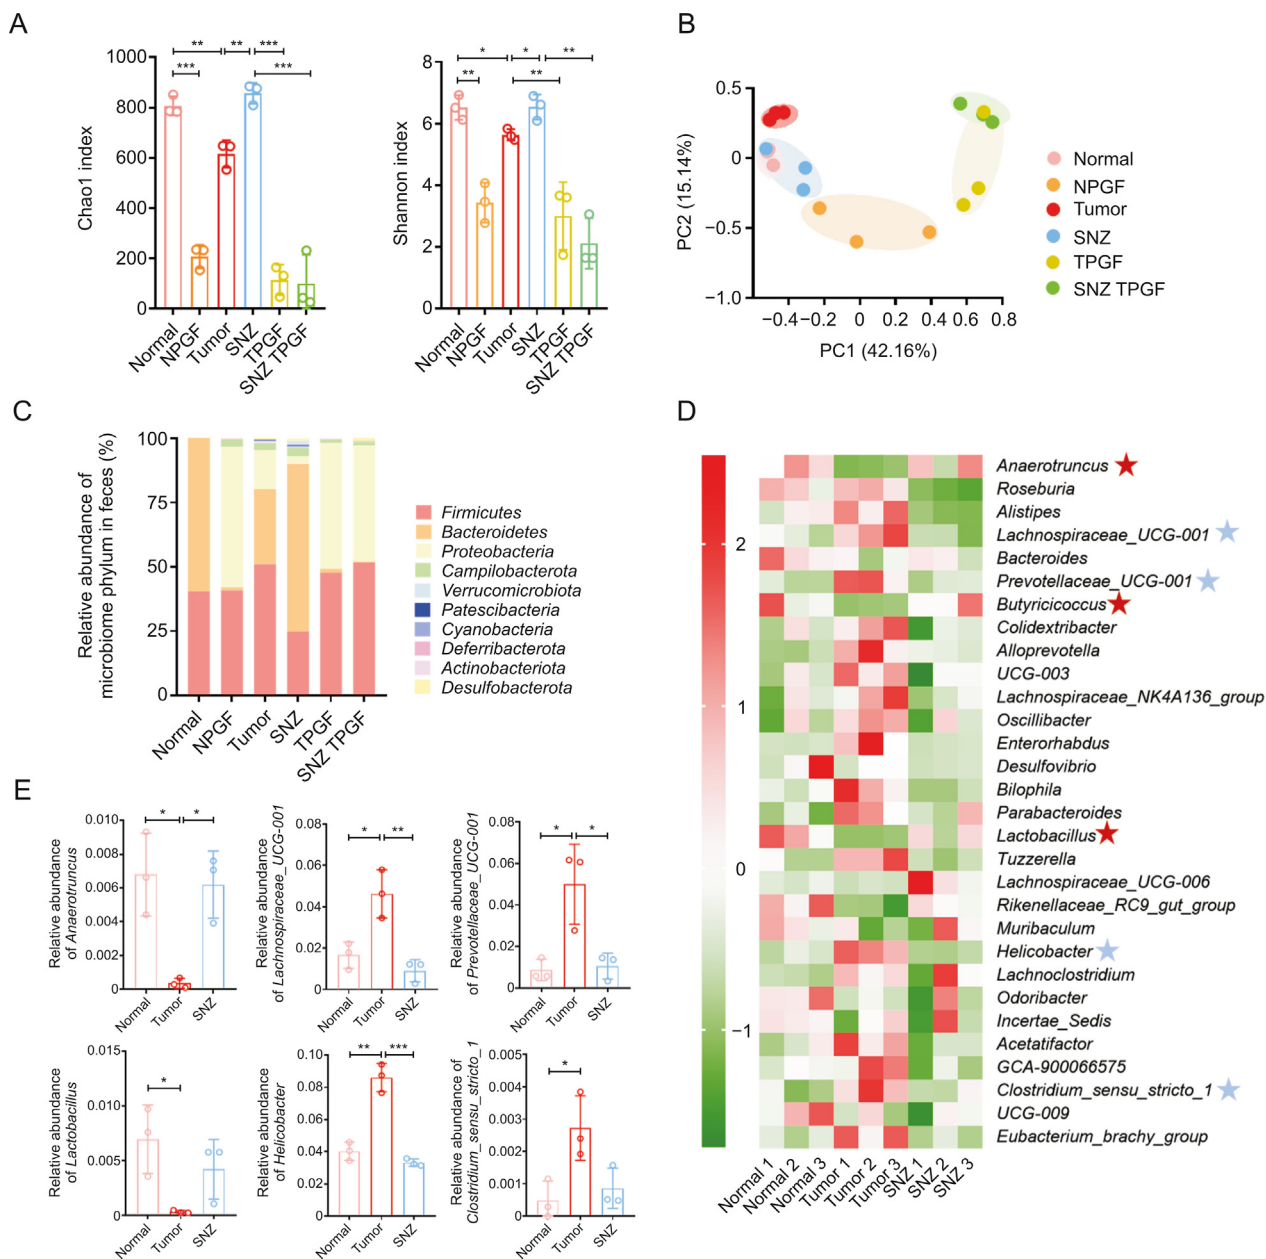 A
Chao1 index
1000
800
600
400
200
0
** ** ***
*** ***
Normal
NPGF
Tumor
SNZ
TPGF
SNZ TPGF
Shannon index
8
6
4
2
0
* * **
** **
Normal
NPGF
Tumor
SNZ
TPGF
SNZ TPGF
B
PC2 (15.14%)
0.5
0
−0.5
−1.0
−0.4 −0.2 0 0.2 0.4 0.6 0.8
PC1 (42.16%)
Normal
NPGF
Tumor
SNZ
TPGF
SNZ TPGF
C
Relative abundance of
microbiome phylum in feces (%)
100
75
50
25
0
Normal
NPGF
Tumor
SNZ
TPGF
SNZ TPGF
Firmicutes
Bacteroidetes
Proteobacteria
Campilobacterota
Verrucomicrobiota
Patescibacteria
Cyanobacteria
Deferribacterota
Actinobacteriota
Desulfobacterota
D
2
1
0
−1
Anaerotruncus
Roseburia
Alistipes
Lachnospiraceae_UCG-001
Bacteroides
Prevotellaceae_UCG-001
Butyricicoccus
Colidextribacter
Alloprevotella
UCG-003
Lachnospiraceae_NK4A136_group
Oscillibacter
Enterorhabdus
Desulfovibrio
Bilophila
Parabacteroides
Lactobacillus
Tuzzerella
Lachnospiraceae_UCG-006
Rikenellaceae_RC9_gut_group
Muribaculum
Helicobacter
Lachnoclostridium
Odoribacter
Incertae_Sedis
Acetatifactor
GCA-900066575
Clostridium_sensu_stricto_1
UCG-009
Eubacterium_brachy_group
Normal 1
Normal 2
Normal 3
Tumor 1
Tumor 2
Tumor 3
SNZ 1
SNZ 2
SNZ 3
E
Relative abundance
of Anaerotruncus
0.010
0.008
0.006
0.004
0.002
0
* *
Normal
Tumor
SNZ
Relative abundance
of Lachnospiraceae_UCG-001
0.08
0.06
0.04
0.02
0
* **
Normal
Tumor
SNZ
Relative abundance
of Prevotellaceae_UCG-001
0.08
0.06
0.04
0.02
0
* *
Normal
Tumor
SNZ
Relative abundance
of Lactobacillus
0.015
0.010
0.005
0
*
Normal
Tumor
SNZ
Relative abundance
of Helicobacter
0.10
0.08
0.06
0.04
0.02
0
** ***
Normal
Tumor
SNZ
Relative abundance of
Clostridium_sensu_stricto_1
0.005
0.004
0.003
0.002
0.001
0
*
Normal
Tumor
SNZ